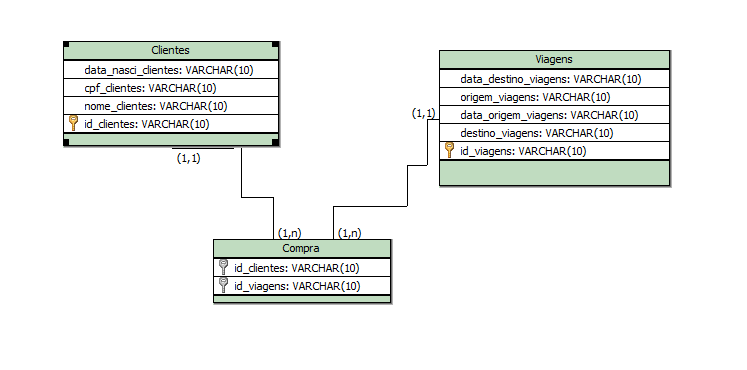 Clientes
data_nasci_clientes: VARCHAR(10)
cpf_clientes: VARCHAR(10)
nome_clientes: VARCHAR(10)
id_clientes: VARCHAR(10)
(1,1)
Viagens
data_destino_viagens: VARCHAR(10)
origem_viagens: VARCHAR(10)
data_origem_viagens: VARCHAR(10)
destino_viagens: VARCHAR(10)
id_viagens: VARCHAR(10)
(1,1)
(1,n)
(1,n)
Compra
id_clientes: VARCHAR(10)
id_viagens: VARCHAR(10)